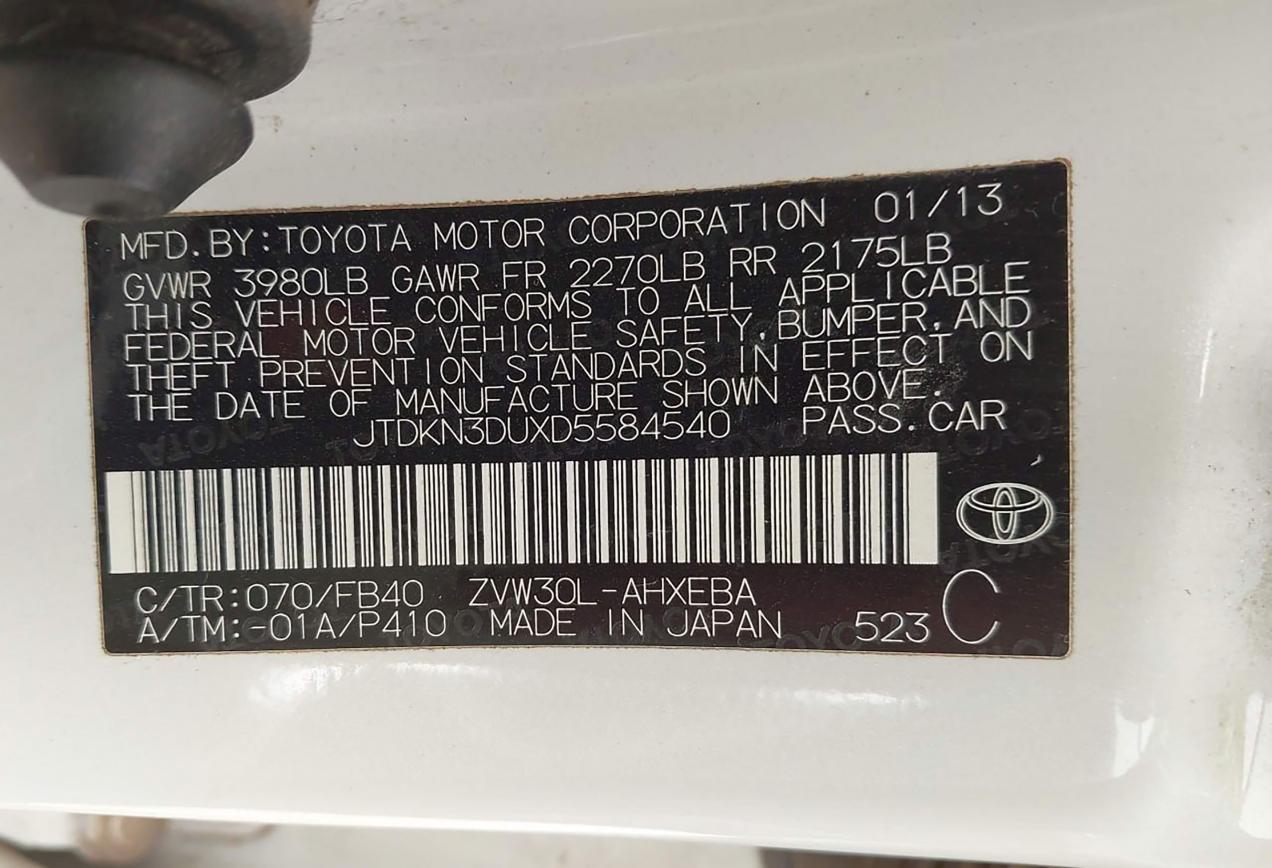 MFD.BY:TOYOTA MOTOR CORPORATION 01/13
GVWR 3980LB GAWR FR 2270LB RR 2175LB
THIS VEHICLE CONFORMS TO ALL APPLICABLE
FEDERAL MOTOR VEHICLE SAFETY,BUMPER,AND
THEFT PREVENTION STANDARDS IN EFFECT ON
THE DATE OF MANUFACTURE SHOWN ABOVE.
JTDKN3DUXD5584540 PASS.CAR
C/TR:070/FB40 ZVW30L-AHXEBA
A/TM:-01A/P410 MADE IN JAPAN 523 C